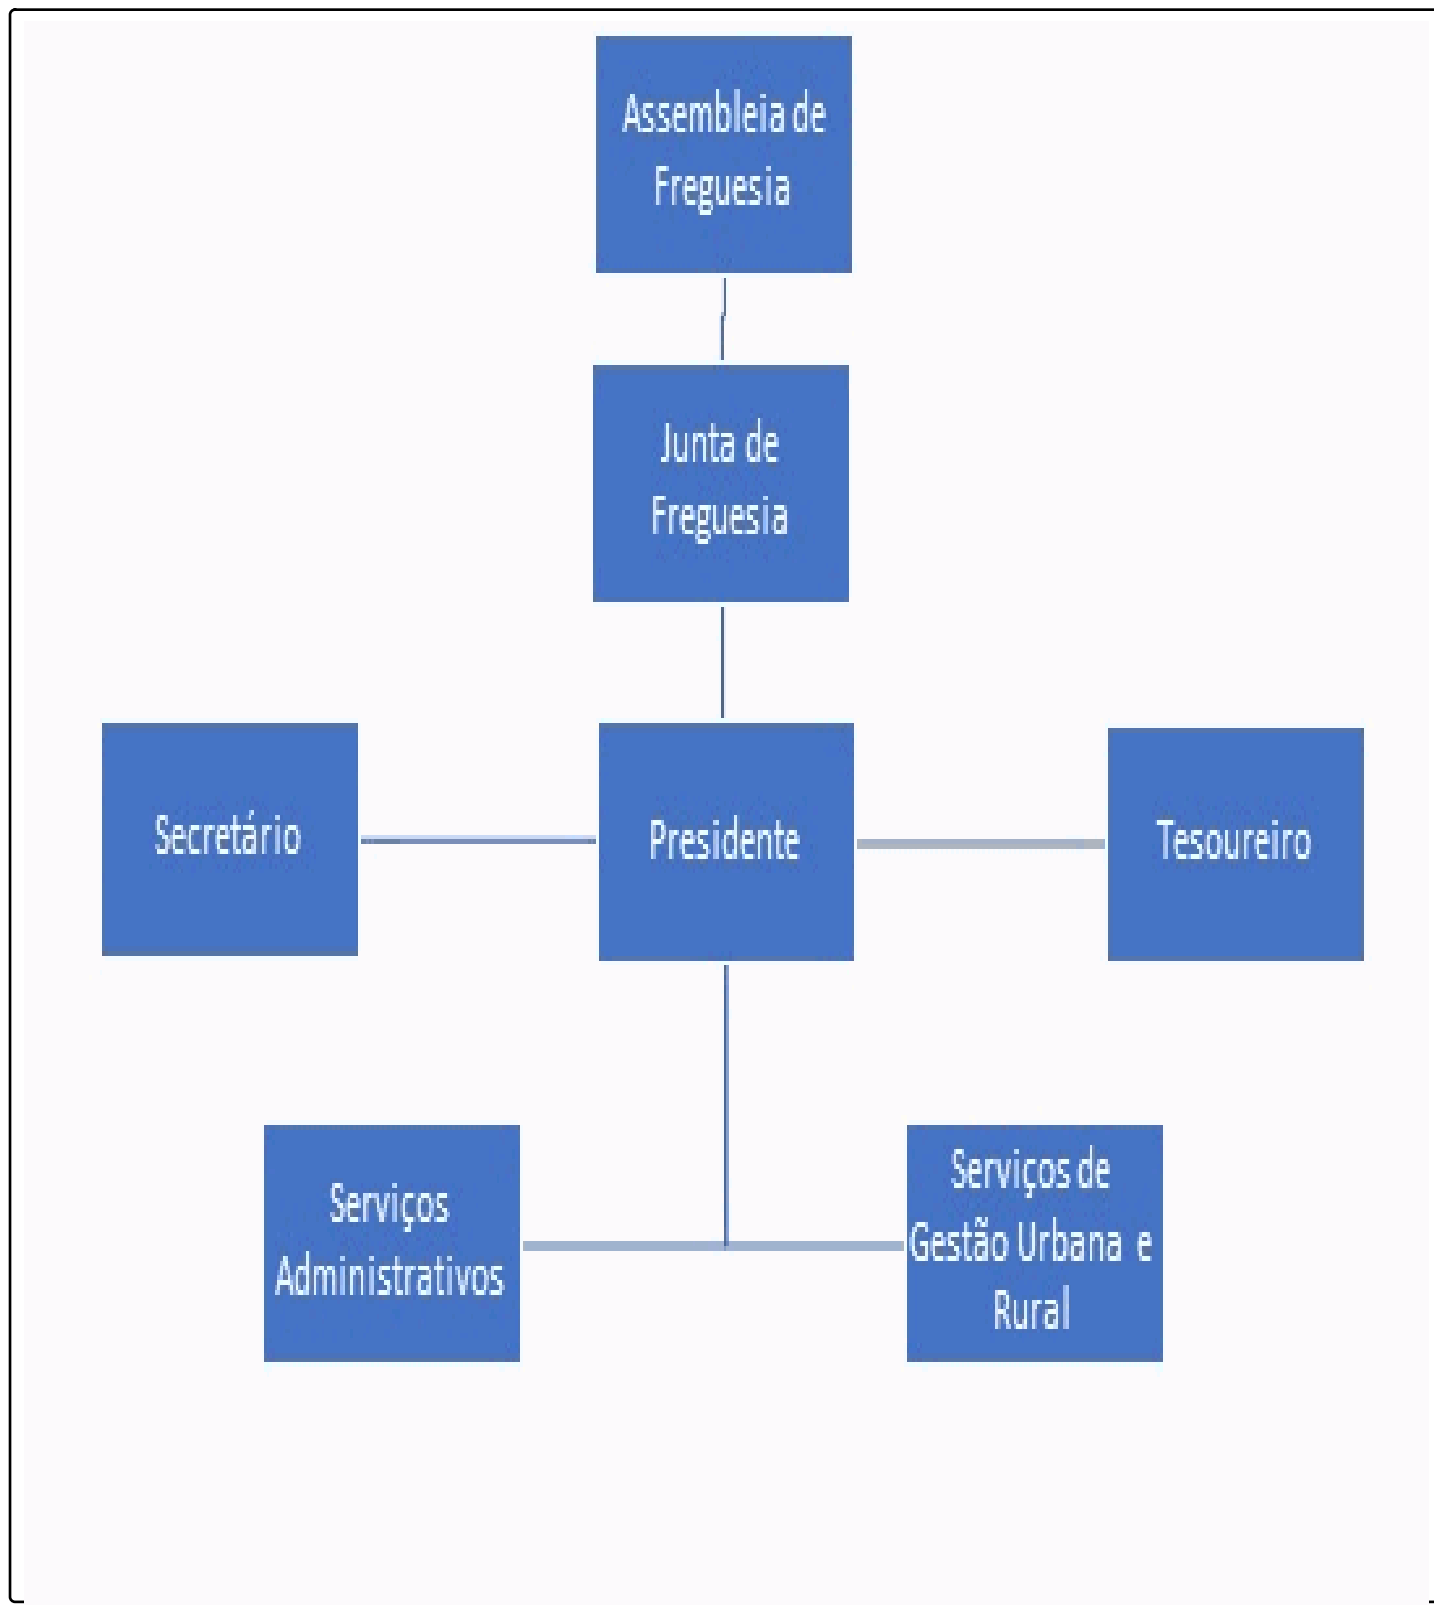 Assembleia de
Freguesia
Junta de
Freguesia
Secretário
Presidente
Tesoureiro
Serviços
Administrativos
Serviços de
Gestão Urbana e
Rural